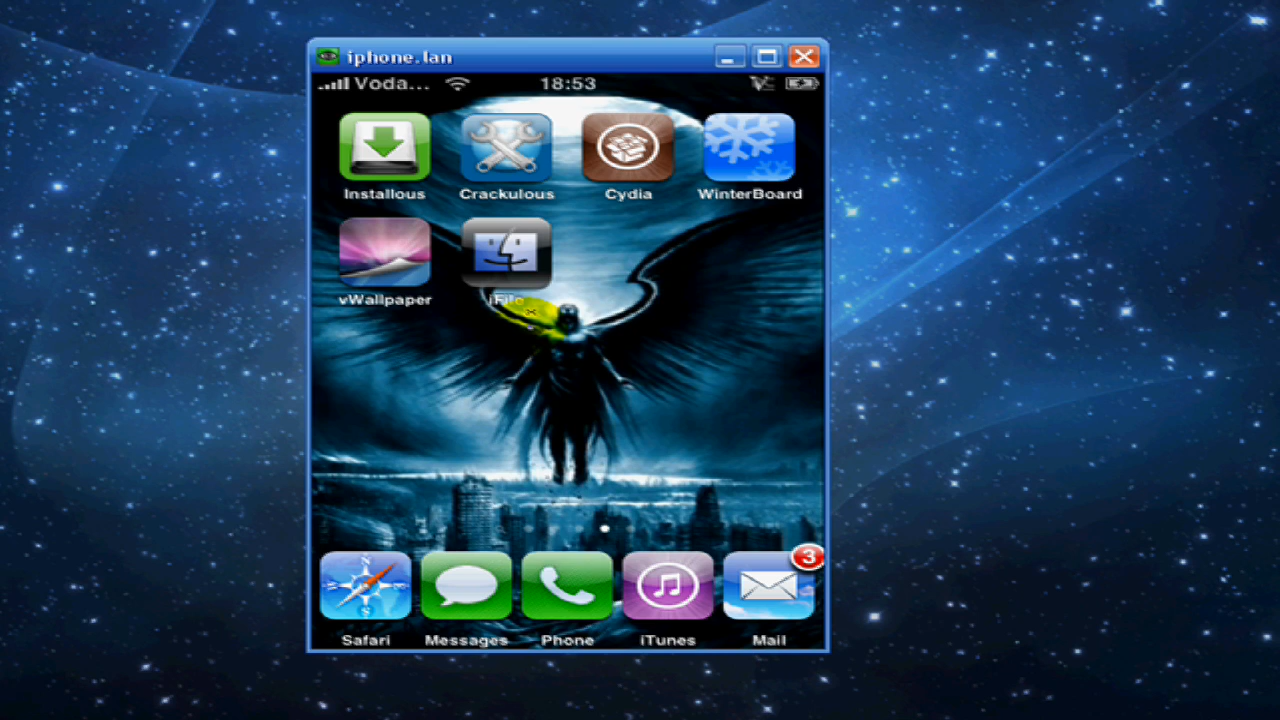 iphone.lan
Voda... 18:53
Installous Crackulous Cydia WinterBoard
vWallpaper iFile
3
Safari Messages Phone iTunes Mail